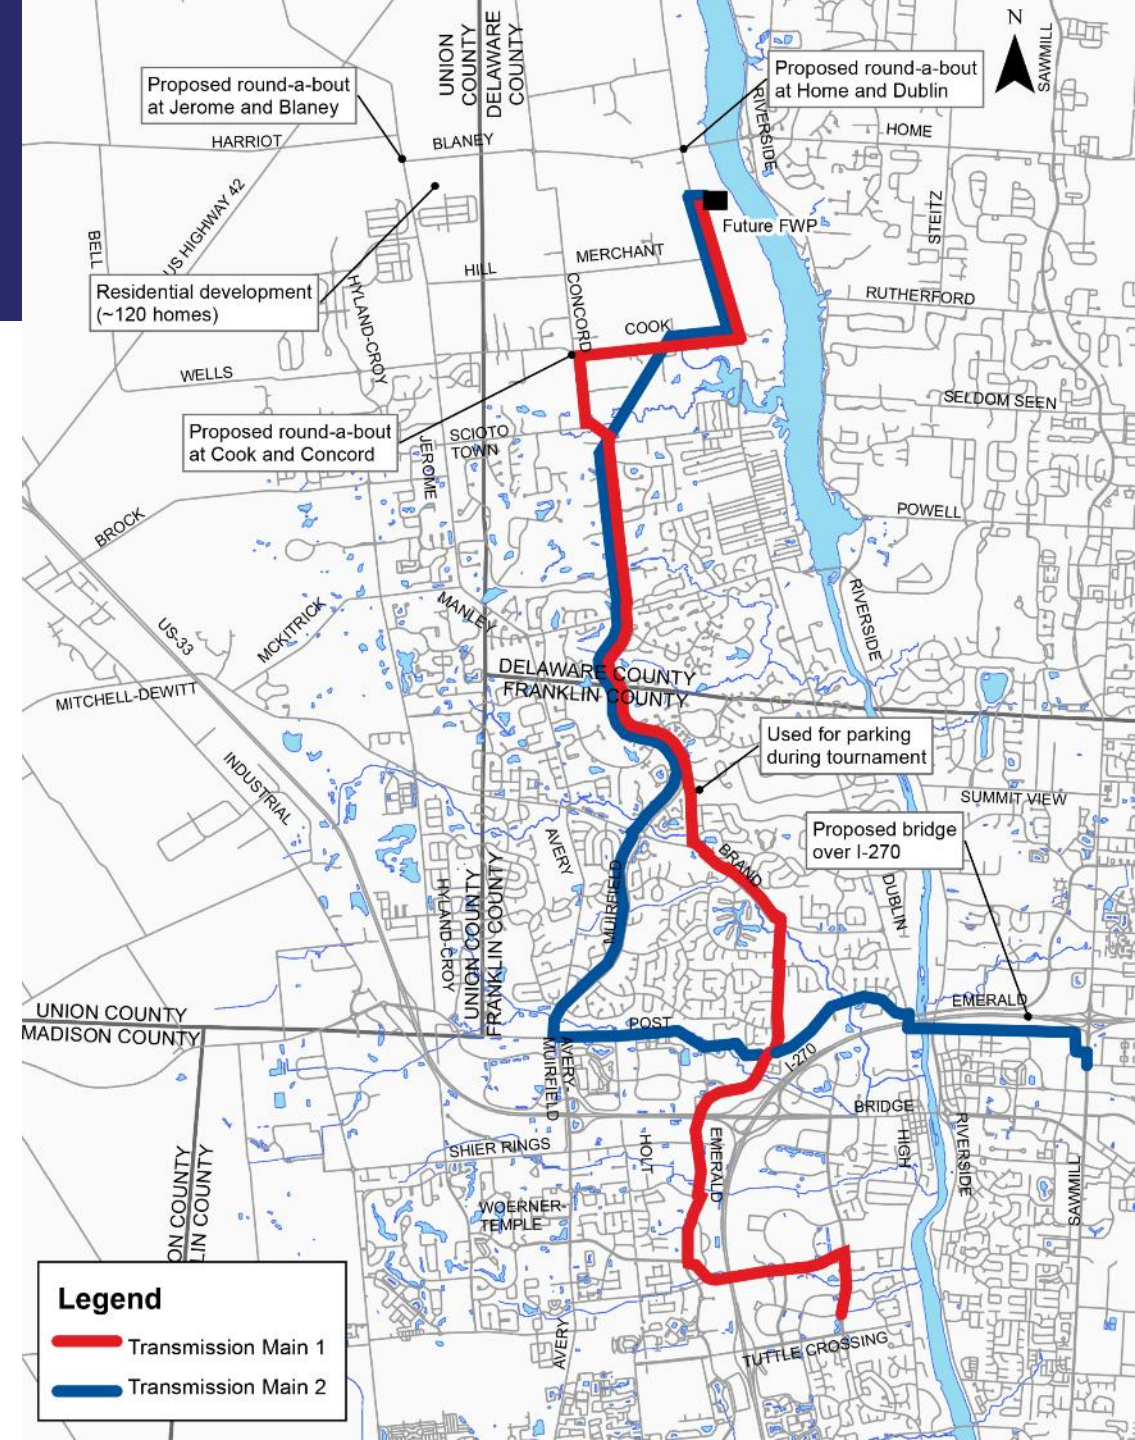 UNION
COUNTY
DELAWARE
COUNTY
N
SAWMILL
Proposed round-a-bout
at Jerome and Blaney
Proposed round-a-bout
at Home and Dublin
RIVERSIDE
HARRIOT
BLANEY
HOME
US HIGHWAY 42
BELL
STEITZ
Future FWP
MERCHANT
HILL
Residential development
(~120 homes)
HYLAND-CROY
CONCORD
RUTHERFORD
COOK
WELLS
SELDOM SEEN
Proposed round-a-bout
at Cook and Concord
SCIOTO
TOWN
JEROME
BROCK
POWELL
MANLEY
MCKITRICK
RIVERSIDE
US-33
DELAWARE COUNTY
FRANKLIN COUNTY
MITCHELL-DEWITT
Used for parking
during tournament
INDUSTRIAL
SUMMIT VIEW
Proposed bridge
over I-270
AVERY
BRAND
MUIRFIELD
DUBLIN
HYLAND-CROY
UNION COUNTY
FRANKLIN COUNTY
EMERALD
UNION COUNTY
MADISON COUNTY
POST
I-270
AVERY-
MUIRFIELD
BRIDGE
SHIER RINGS
HOLT
EMERALD
HIGH
RIVERSIDE
SAWMILL
WOERNER-
TEMPLE
ON COUNTY
LIN COUNTY
AVERY
TUTTLE CROSSING
Legend
Transmission Main 1
Transmission Main 2